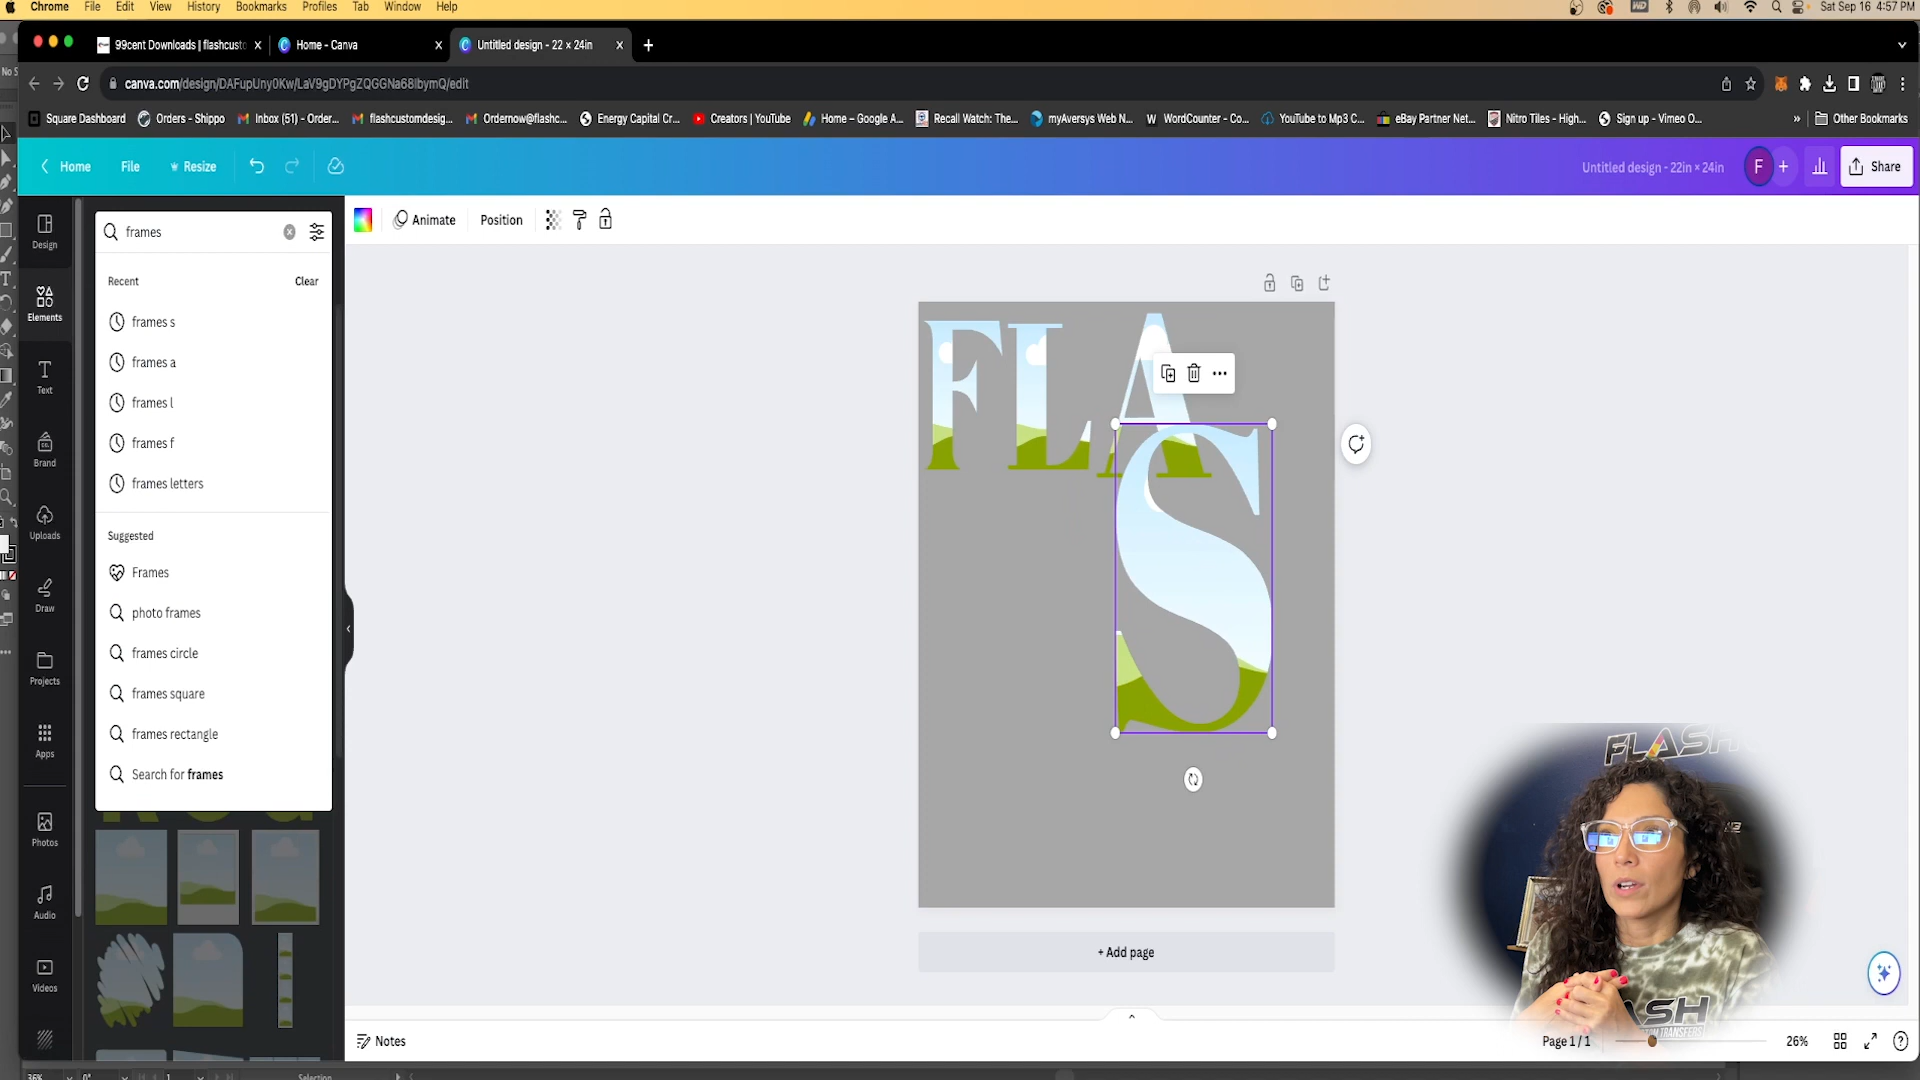 Chrome File Edit View History Bookmarks Profiles Tab Window Help Sat Sep 16 4:57 PM
99cent Downloads | flashcusto Home - Canva Untitled design - 22 × 24in
canva.com/design/DAFupUny0Kw/LaV9gDYPgZQGGNa68IbymQ/edit
Square Dashboard Orders - Shippo Inbox (51) - Order... flashcustomdesig... Ordernow@flashc... Energy Capital Cr... Creators | YouTube Home – Google A... Recall Watch: The... myAversys Web N... WordCounter - Co... YouTube to Mp3 C... eBay Partner Net... Nitro Tiles - High... Sign up - Vimeo O... » Other Bookmarks
Home File Resize Untitled design - 22in × 24in F + Share
Design
Elements
Text
Brand
Uploads
Draw
Projects
Apps
Photos
Audio
Videos
frames
Recent Clear
frames s
frames a
frames l
frames f
frames letters
Suggested
Frames
photo frames
frames circle
frames square
frames rectangle
Search for frames
Animate Position
FLA
S
+ Add page
Notes
Page 1 / 1 26%
FLASH
ASH
Selection